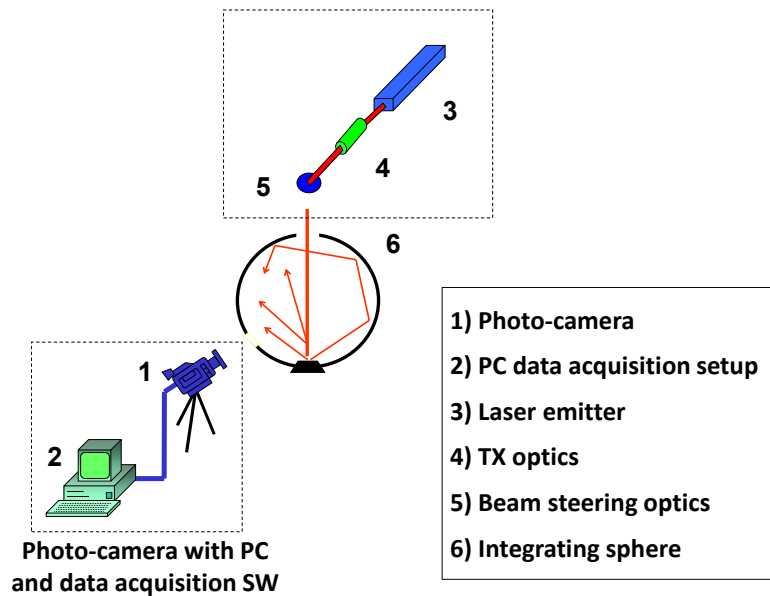 3
4
5
6
1
2
Photo-camera with PC
and data acquisition SW
1) Photo-camera
2) PC data acquisition setup
3) Laser emitter
4) TX optics
5) Beam steering optics
6) Integrating sphere